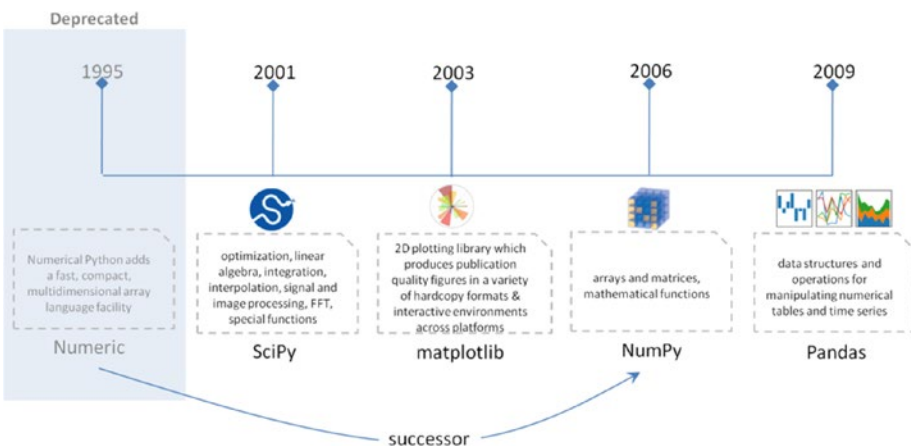 Deprecated
1995
2001
2003
2006
2009
Numerical Python adds
a fast, compact,
multidimensional array
language facility
optimization, linear
algebra, integration,
interpolation, signal and
image processing, FFT,
special functions
2D plotting library which
produces publication
quality figures in a variety
of hardcopy formats &
interactive environments
across platforms
arrays and matrices,
mathematical functions
data structures and
operations for
manipulating numerical
tables and time series
Numeric
SciPy
matplotlib
NumPy
Pandas
successor